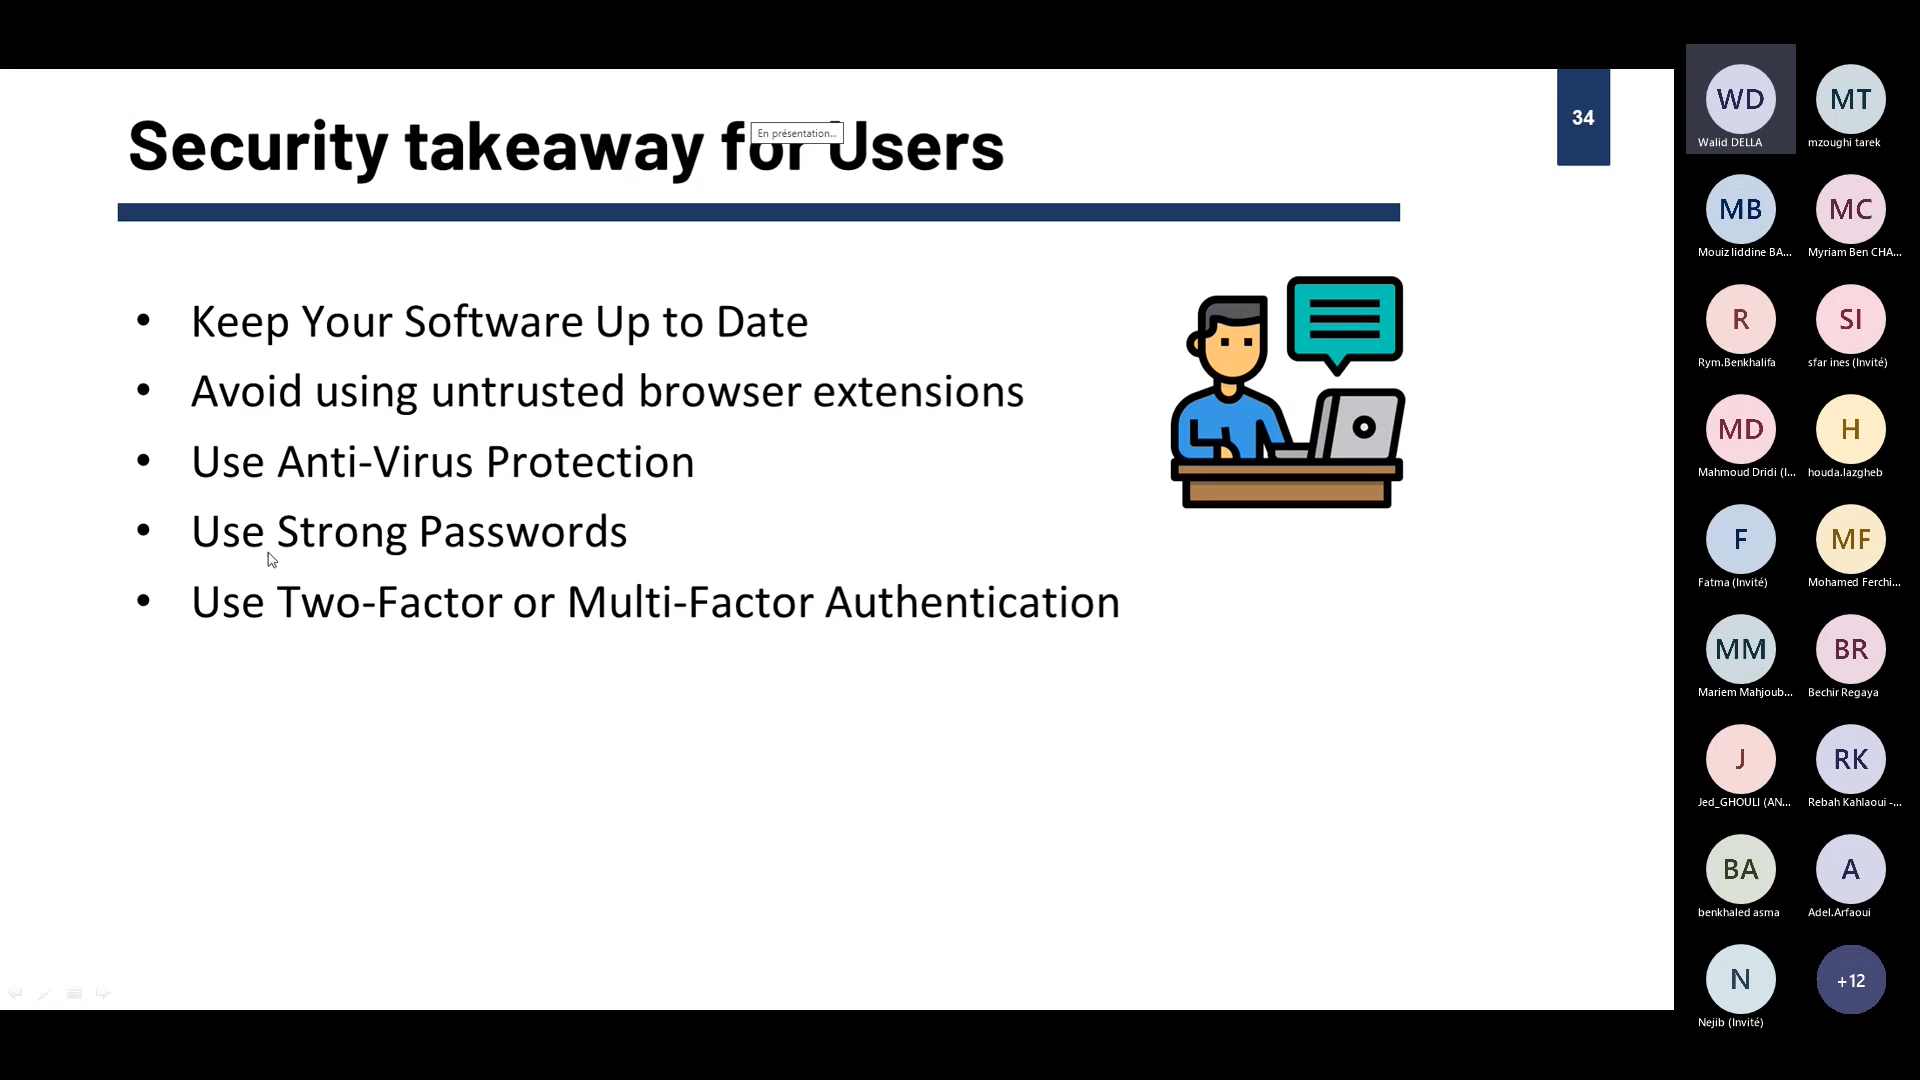 Security takeaway for Users
En présentation...
34
• Keep Your Software Up to Date
• Avoid using untrusted browser extensions
• Use Anti-Virus Protection
• Use Strong Passwords
• Use Two-Factor or Multi-Factor Authentication
WD
Walid DELLA
MT
mzoughi tarek
MB
Mouiz liddine BA...
MC
Myriam Ben CHA...
R
Rym.Benkhalifa
SI
sfar ines (Invité)
MD
Mahmoud Dridi (I...
H
houda.lazgheb
F
Fatma (Invité)
MF
Mohamed Ferchi...
MM
Mariem Mahjoub...
BR
Bechir Regaya
J
Jed_GHOULI (AN...
RK
Rebah Kahlaoui -...
BA
benkhaled asma
A
Adel.Arfaoui
N
Nejib (Invité)
+12